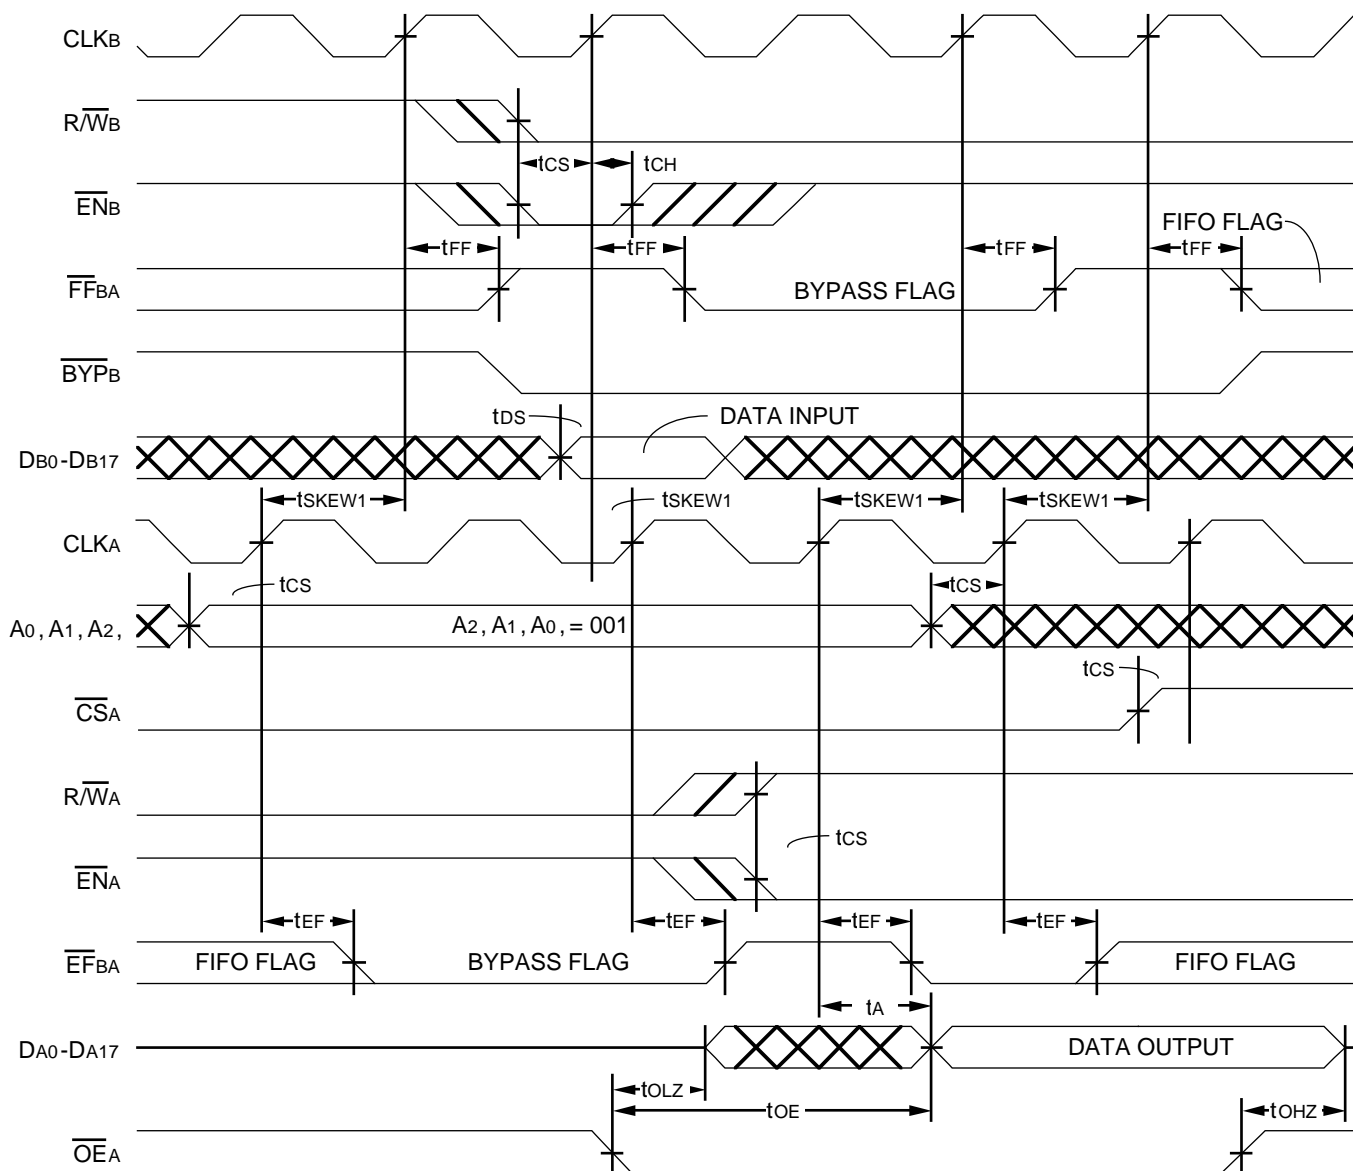 CLKB
R/WB
tCS tCH
ENB
FIFO FLAG
tFF tFF tFF tFF
FFBA BYPASS FLAG
BYPB
tDS DATA INPUT
DB0-DB17
tSKEW1 tSKEW1 tSKEW1 tSKEW1
CLKA
tCS tCS
A0, A1, A2, A2, A1, A0, = 001
tCS
CSA
R/WA
tCS
ENA
tEF tEF tEF tEF
EFBA FIFO FLAG BYPASS FLAG FIFO FLAG
tA
DA0-DA17 DATA OUTPUT
tOLZ tOE tOHZ
OEA